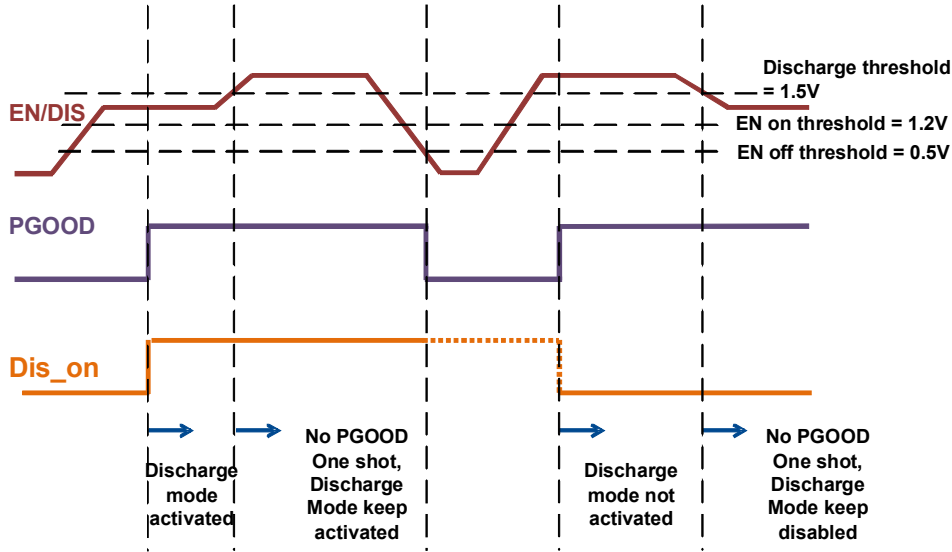 Discharge threshold
= 1.5V
EN/DIS
EN on threshold = 1.2V
EN off threshold = 0.5V
PGOOD
Dis_on
Discharge
mode
activated
No PGOOD
One shot,
Discharge
Mode keep
activated
Discharge
mode not
activated
No PGOOD
One shot,
Discharge
Mode keep
disabled